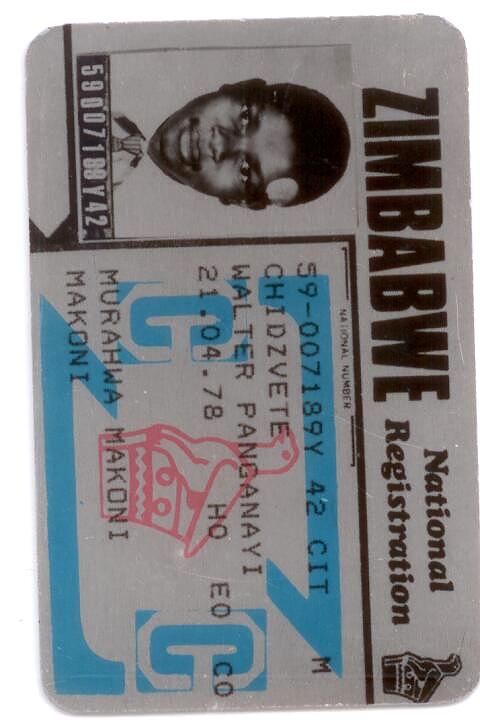 ZIMBABWE
National
Registration
NATIONAL NUMBER
59-007189Y 42 CIT M
CHIDZVETE
WALTER PANGANAYI
21.04.78 HO EO CO
MURAHWA MAKONI
MAKONI
ZC
C